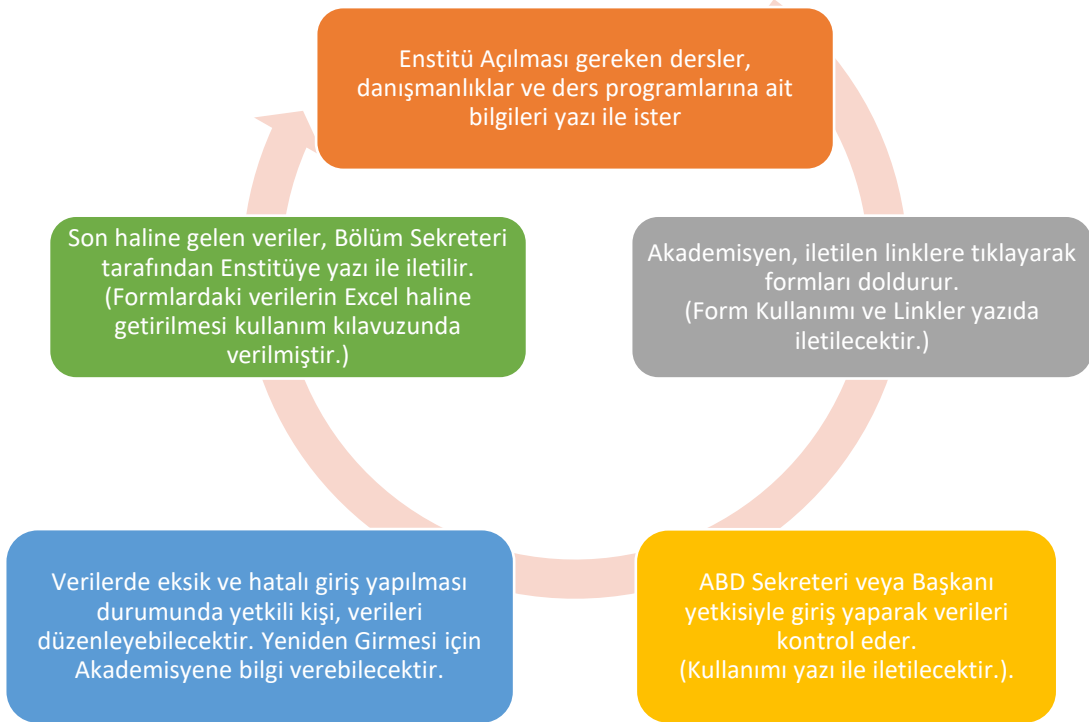 Enstitü Açılması gereken dersler,
danışmanlıklar ve ders programlarına ait
bilgileri yazı ile ister
Akademisyen, iletilen linklere tıklayarak
formları doldurur.
(Form Kullanımı ve Linkler yazıda
iletilecektir.)
ABD Sekreteri veya Başkanı
yetkisiyle giriş yaparak verileri
kontrol eder.
(Kullanımı yazı ile iletilecektir.).
Verilerde eksik ve hatalı giriş yapılması
durumunda yetkili kişi, verileri
düzenleyebilecektir. Yeniden Girmesi için
Akademisyene bilgi verebilecektir.
Son haline gelen veriler, Bölüm Sekreteri
tarafından Enstitüye yazı ile iletilir.
(Formlardaki verilerin Excel haline
getirilmesi kullanım kılavuzunda
verilmiştir.)